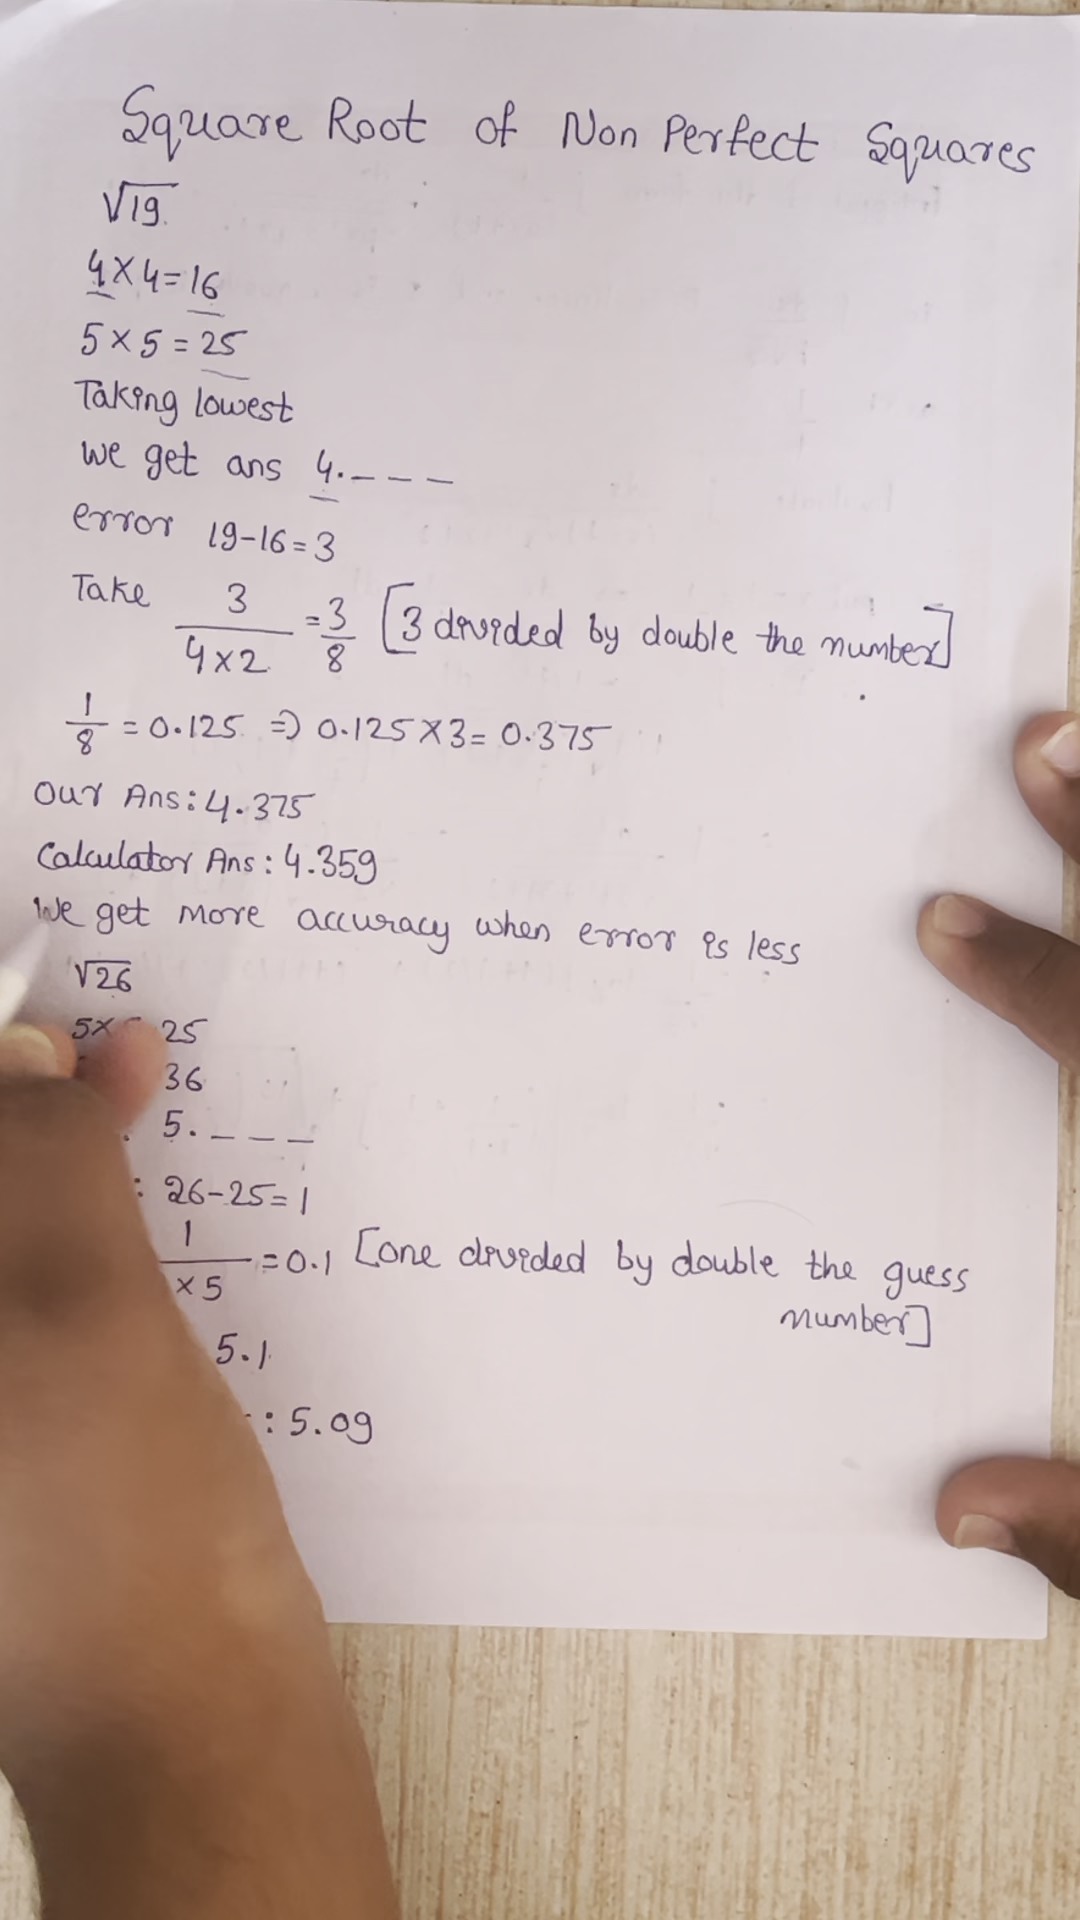 Square Root of Non Perfect Squares
√19
4×4=16
5×5=25
Taking lowest
we get ans 4.---
error 19-16=3
Take 3/4×2 =3/8 [3 divided by double the number]
1/8 = 0.125 ⇒ 0.125×3= 0.375
Our Ans:4.375
Calculator Ans: 4.359
We get more accuracy when error is less
√26
5× 25
36
5.---
: 26-25=1
1/×5 =0.1 [one divided by double the guess
number]
5.1
: 5.09